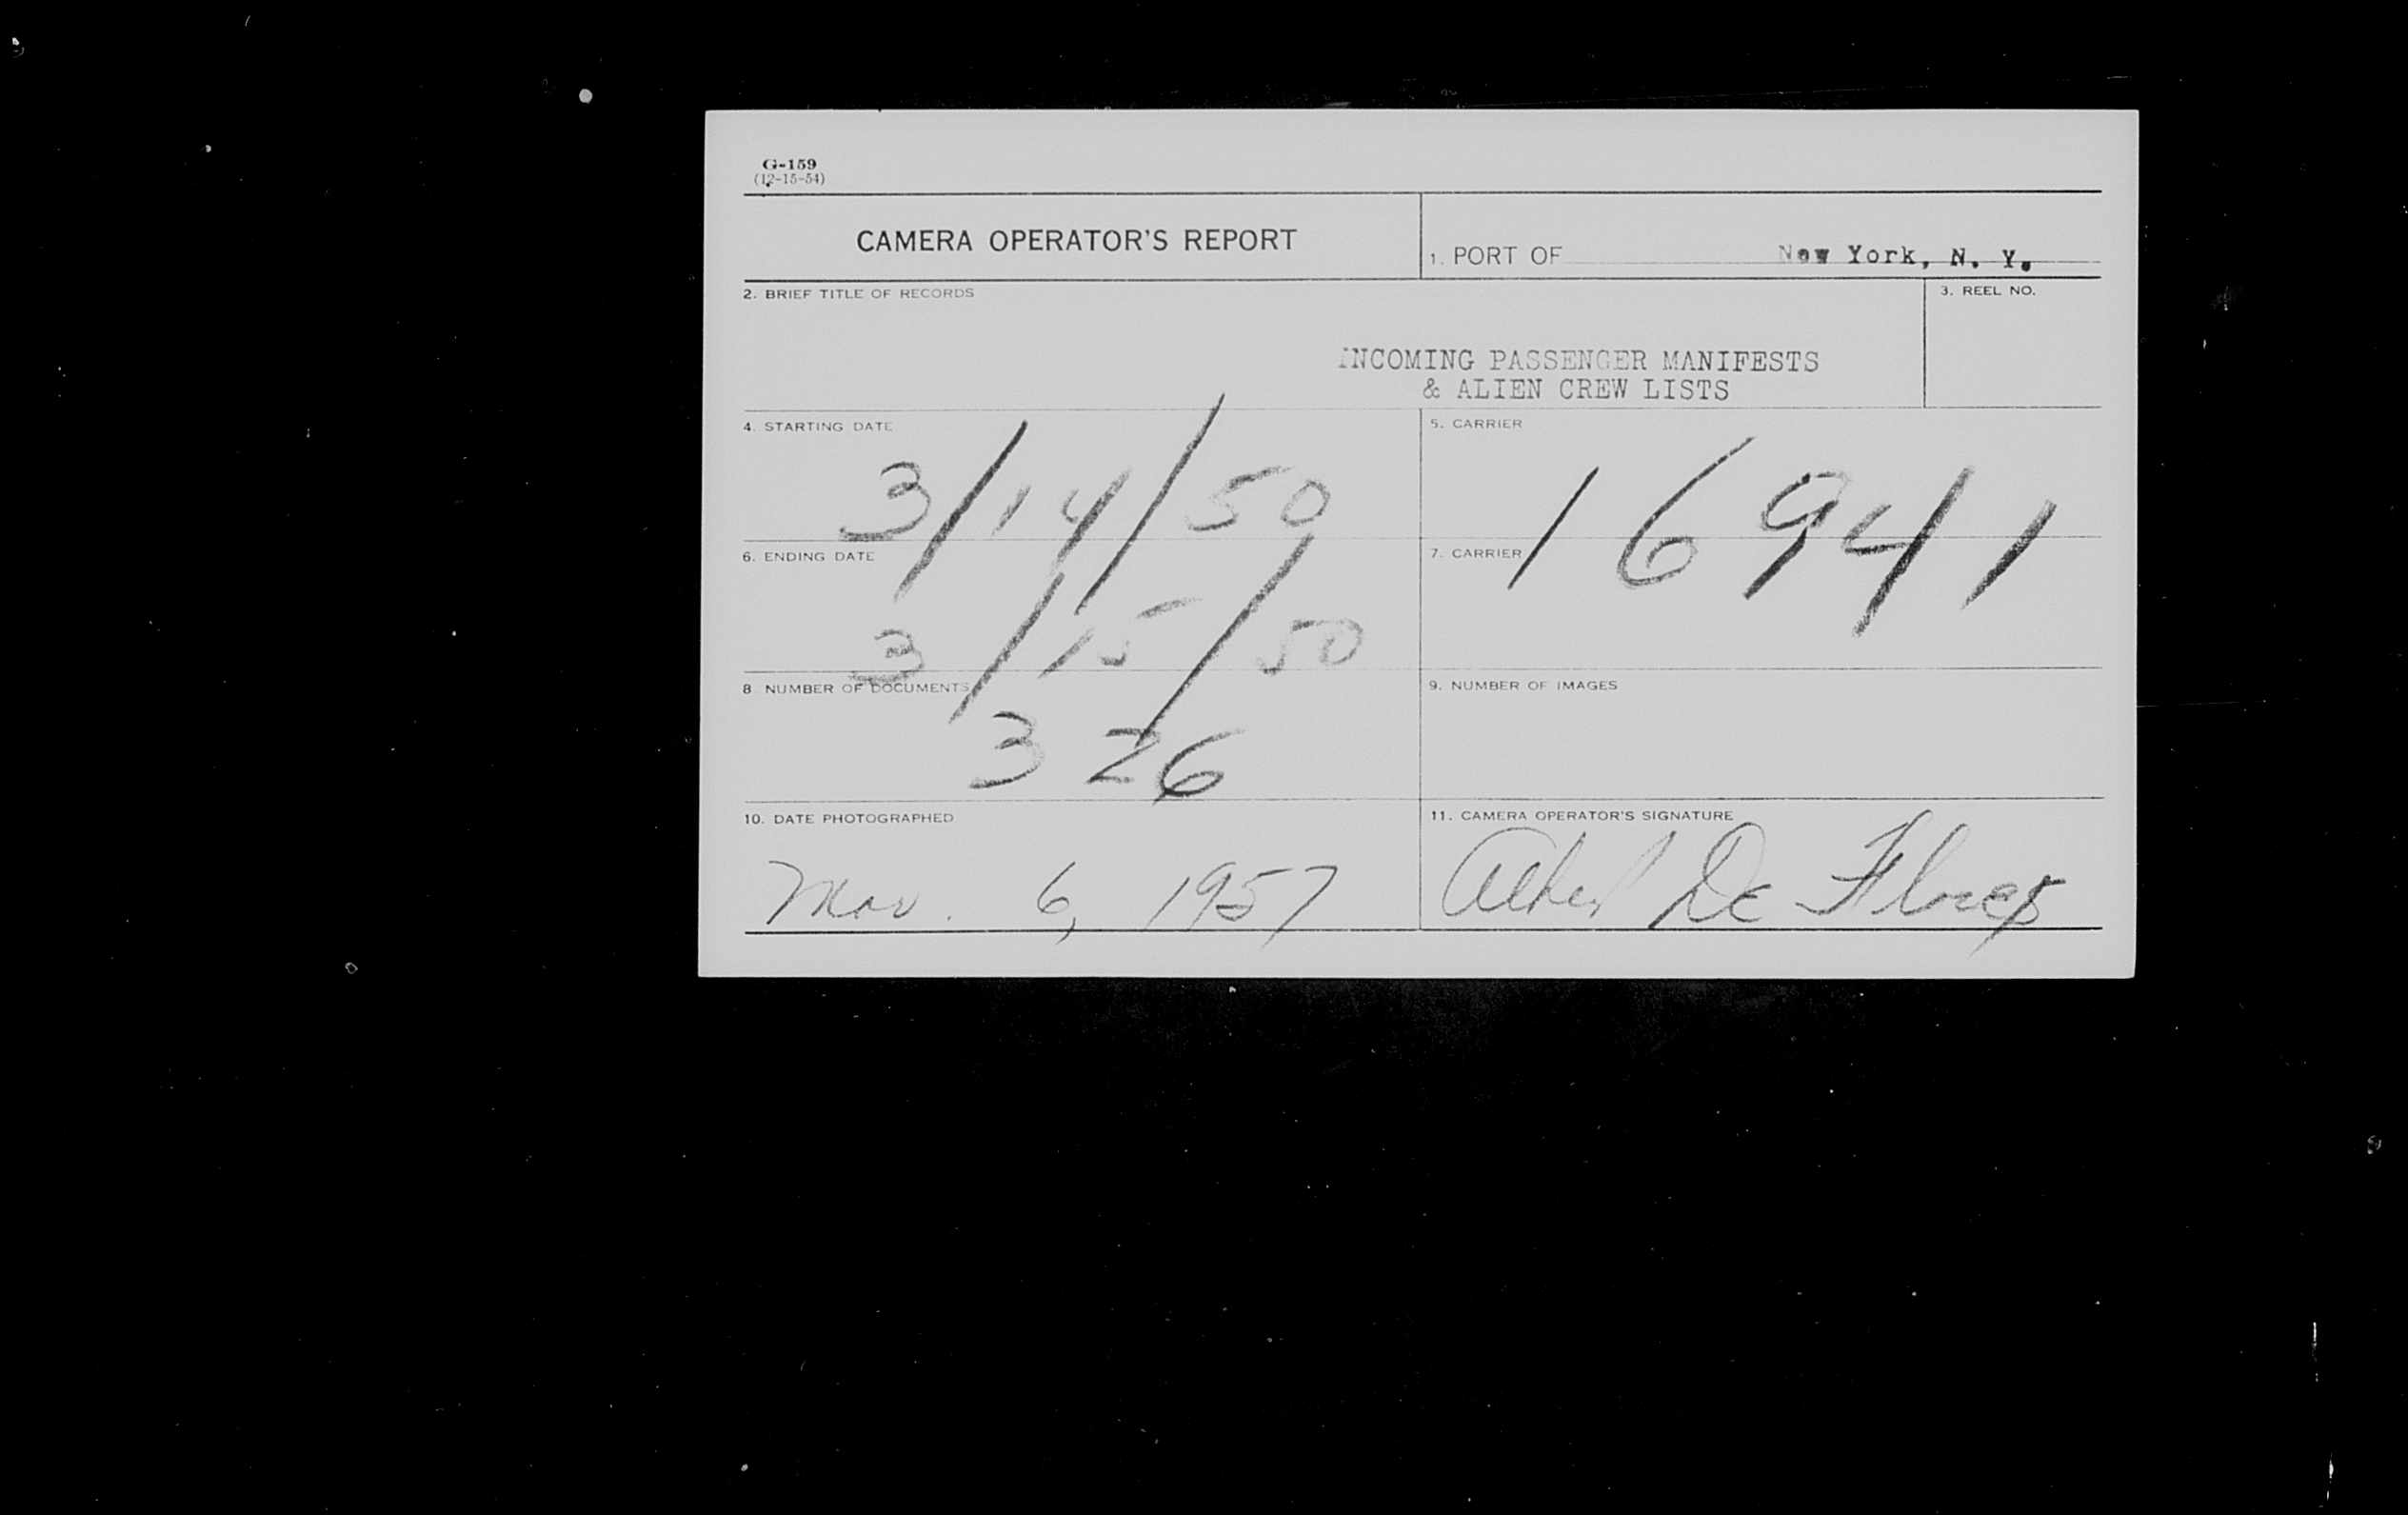 G-159
(12-15-54)
CAMERA OPERATOR'S REPORT
1. PORT OF New York, N. Y.
2. BRIEF TITLE OF RECORDS
3. REEL NO.
INCOMING PASSENGER MANIFESTS
& ALIEN CREW LISTS
4. STARTING DATE
3/14/50
5. CARRIER
16941
6. ENDING DATE
3/15/50
7. CARRIER
8 NUMBER OF DOCUMENTS
326
9. NUMBER OF IMAGES
10. DATE PHOTOGRAPHED
6, 1957
11. CAMERA OPERATOR'S SIGNATURE
De Flores